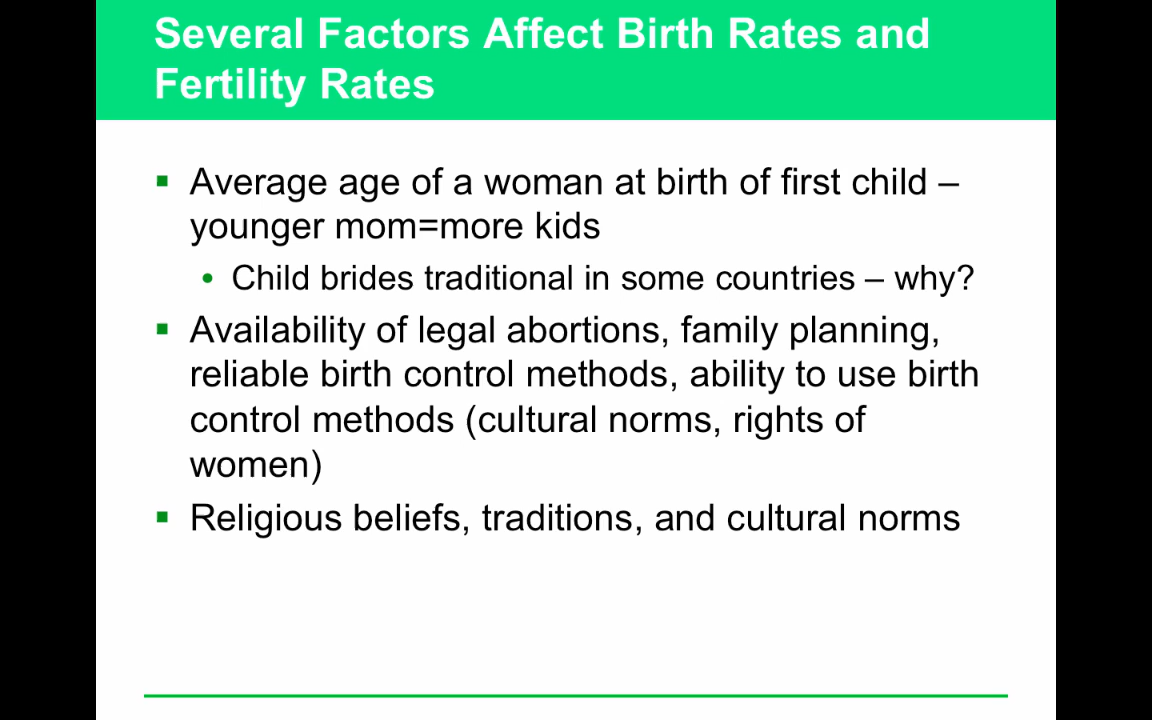 Several Factors Affect Birth Rates and
Fertility Rates
Average age of a woman at birth of first child –
younger mom=more kids
Child brides traditional in some countries – why?
Availability of legal abortions, family planning,
reliable birth control methods, ability to use birth
control methods (cultural norms, rights of
women)
Religious beliefs, traditions, and cultural norms